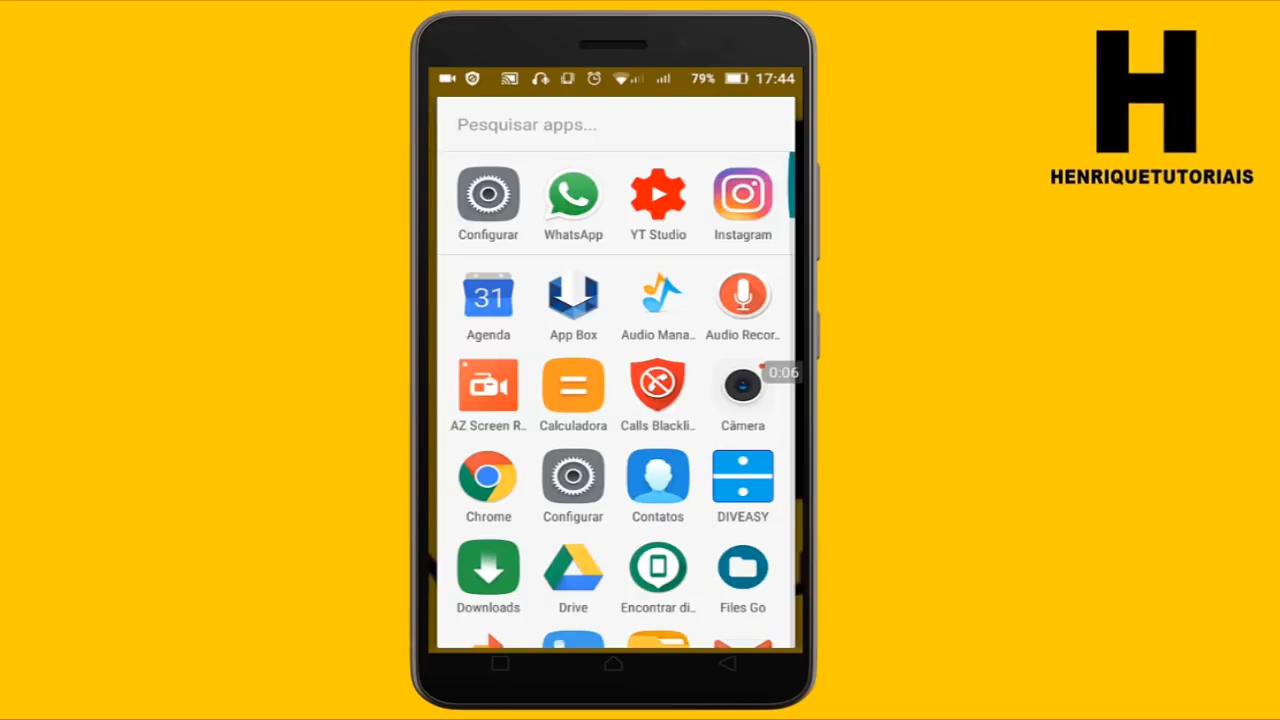 79% 17:44
H
HENRIQUETUTORIAIS
Pesquisar apps...
Configurar WhatsApp YT Studio Instagram
31
Agenda App Box Audio Mana.. Audio Recor..
0:06
AZ Screen R.. Calculadora Calls Blackli.. Câmera
Chrome Configurar Contatos DIVEASY
Downloads Drive Encontrar di.. Files Go